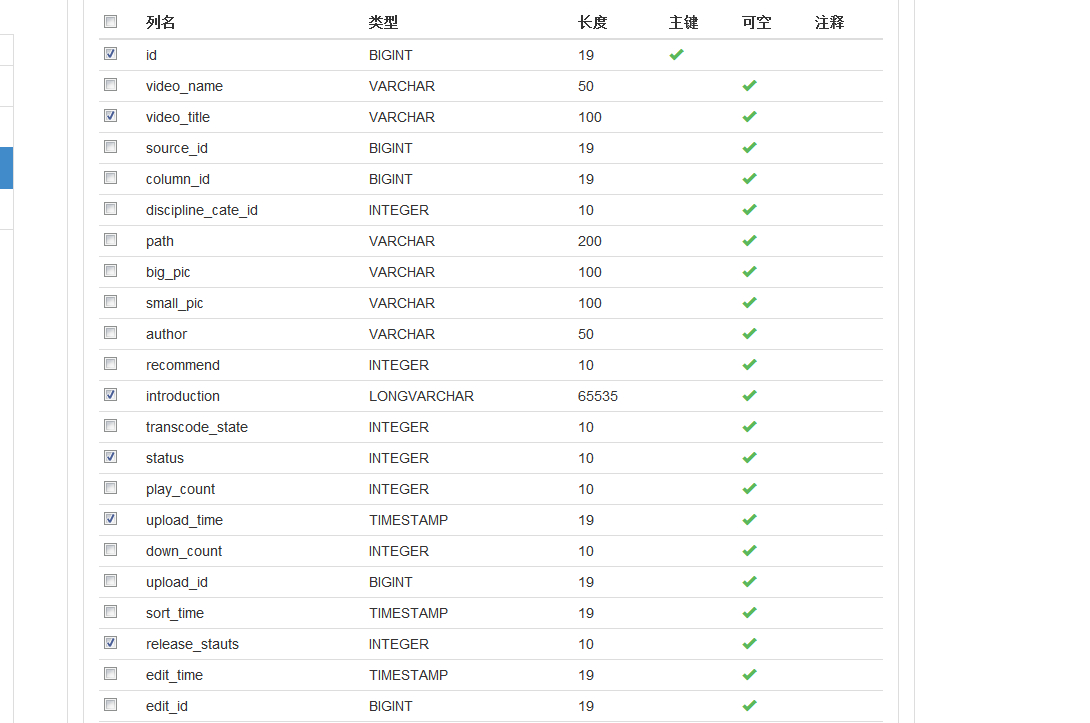 列名 类型 长度 主键 可空 注释
id BIGINT 19
video_name VARCHAR 50
video_title VARCHAR 100
source_id BIGINT 19
column_id BIGINT 19
discipline_cate_id INTEGER 10
path VARCHAR 200
big_pic VARCHAR 100
small_pic VARCHAR 100
author VARCHAR 50
recommend INTEGER 10
introduction LONGVARCHAR 65535
transcode_state INTEGER 10
status INTEGER 10
play_count INTEGER 10
upload_time TIMESTAMP 19
down_count INTEGER 10
upload_id BIGINT 19
sort_time TIMESTAMP 19
release_stauts INTEGER 10
edit_time TIMESTAMP 19
edit_id BIGINT 19